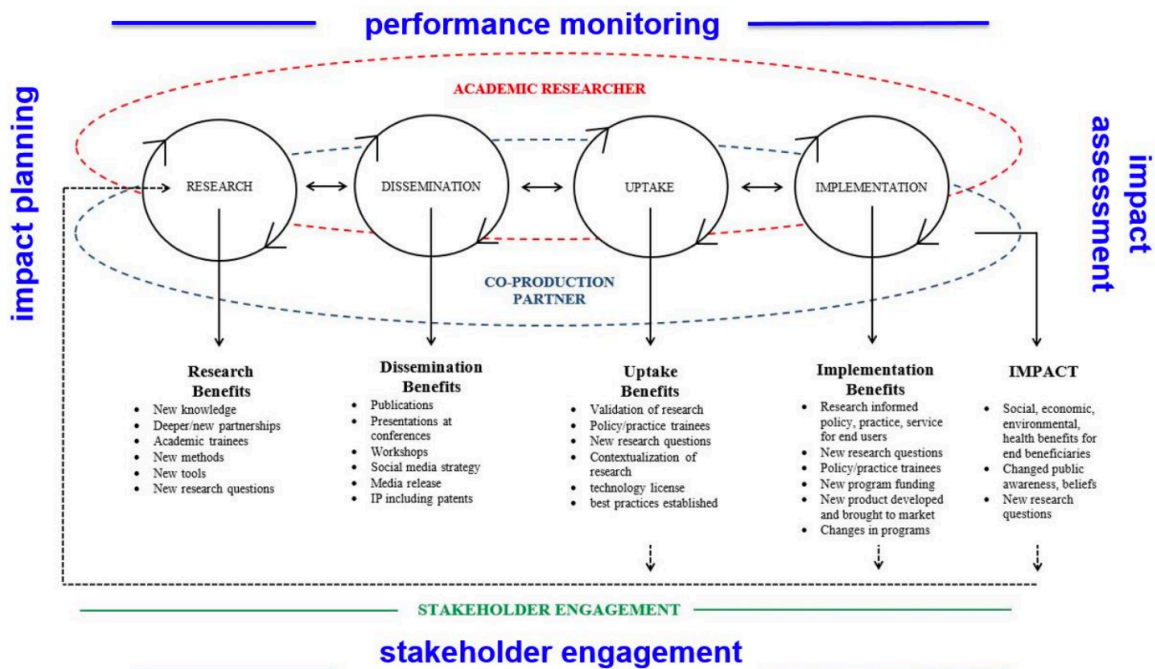 performance monitoring
impact planning
impact
assessment
ACADEMIC RESEARCHER
RESEARCH
DISSEMINATION
UPTAKE
IMPLEMENTATION
CO-PRODUCTION
PARTNER
Research
Benefits
• New knowledge
• Deeper/new partnerships
• Academic trainees
• New methods
• New tools
• New research questions
Dissemination
Benefits
• Publications
• Presentations at
conferences
• Workshops
• Social media strategy
• Media release
• IP including patents
Uptake
Benefits
• Validation of research
• Policy/practice trainees
• New research questions
• Contextualization of
research
• technology license
• best practices established
Implementation
Benefits
• Research informed
policy, practice, service
for end users
• New research questions
• Policy/practice trainees
• New program funding
• New product developed
and brought to market
• Changes in programs
IMPACT
• Social, economic,
environmental,
health benefits for
end beneficiaries
• Changed public
awareness, beliefs
• New research
questions
STAKEHOLDER ENGAGEMENT
stakeholder engagement